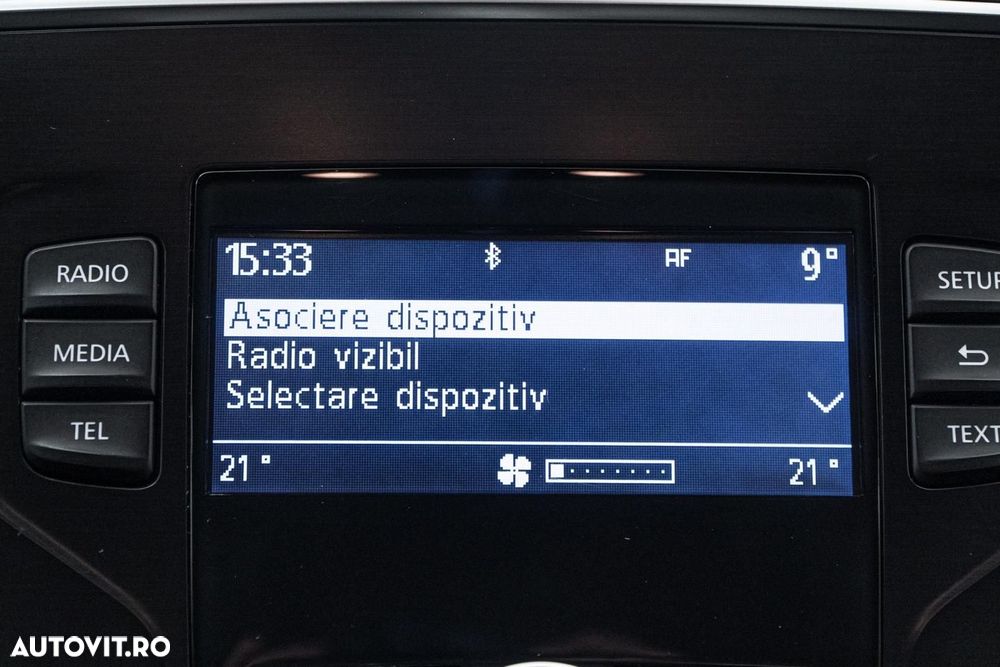 15:33 AF 9°
RADIO
Asociere dispozitiv
SETUP
MEDIA
Radio vizibil
Selectare dispozitiv
TEL
TEXT
21° 21°
AUTOVIT.RO